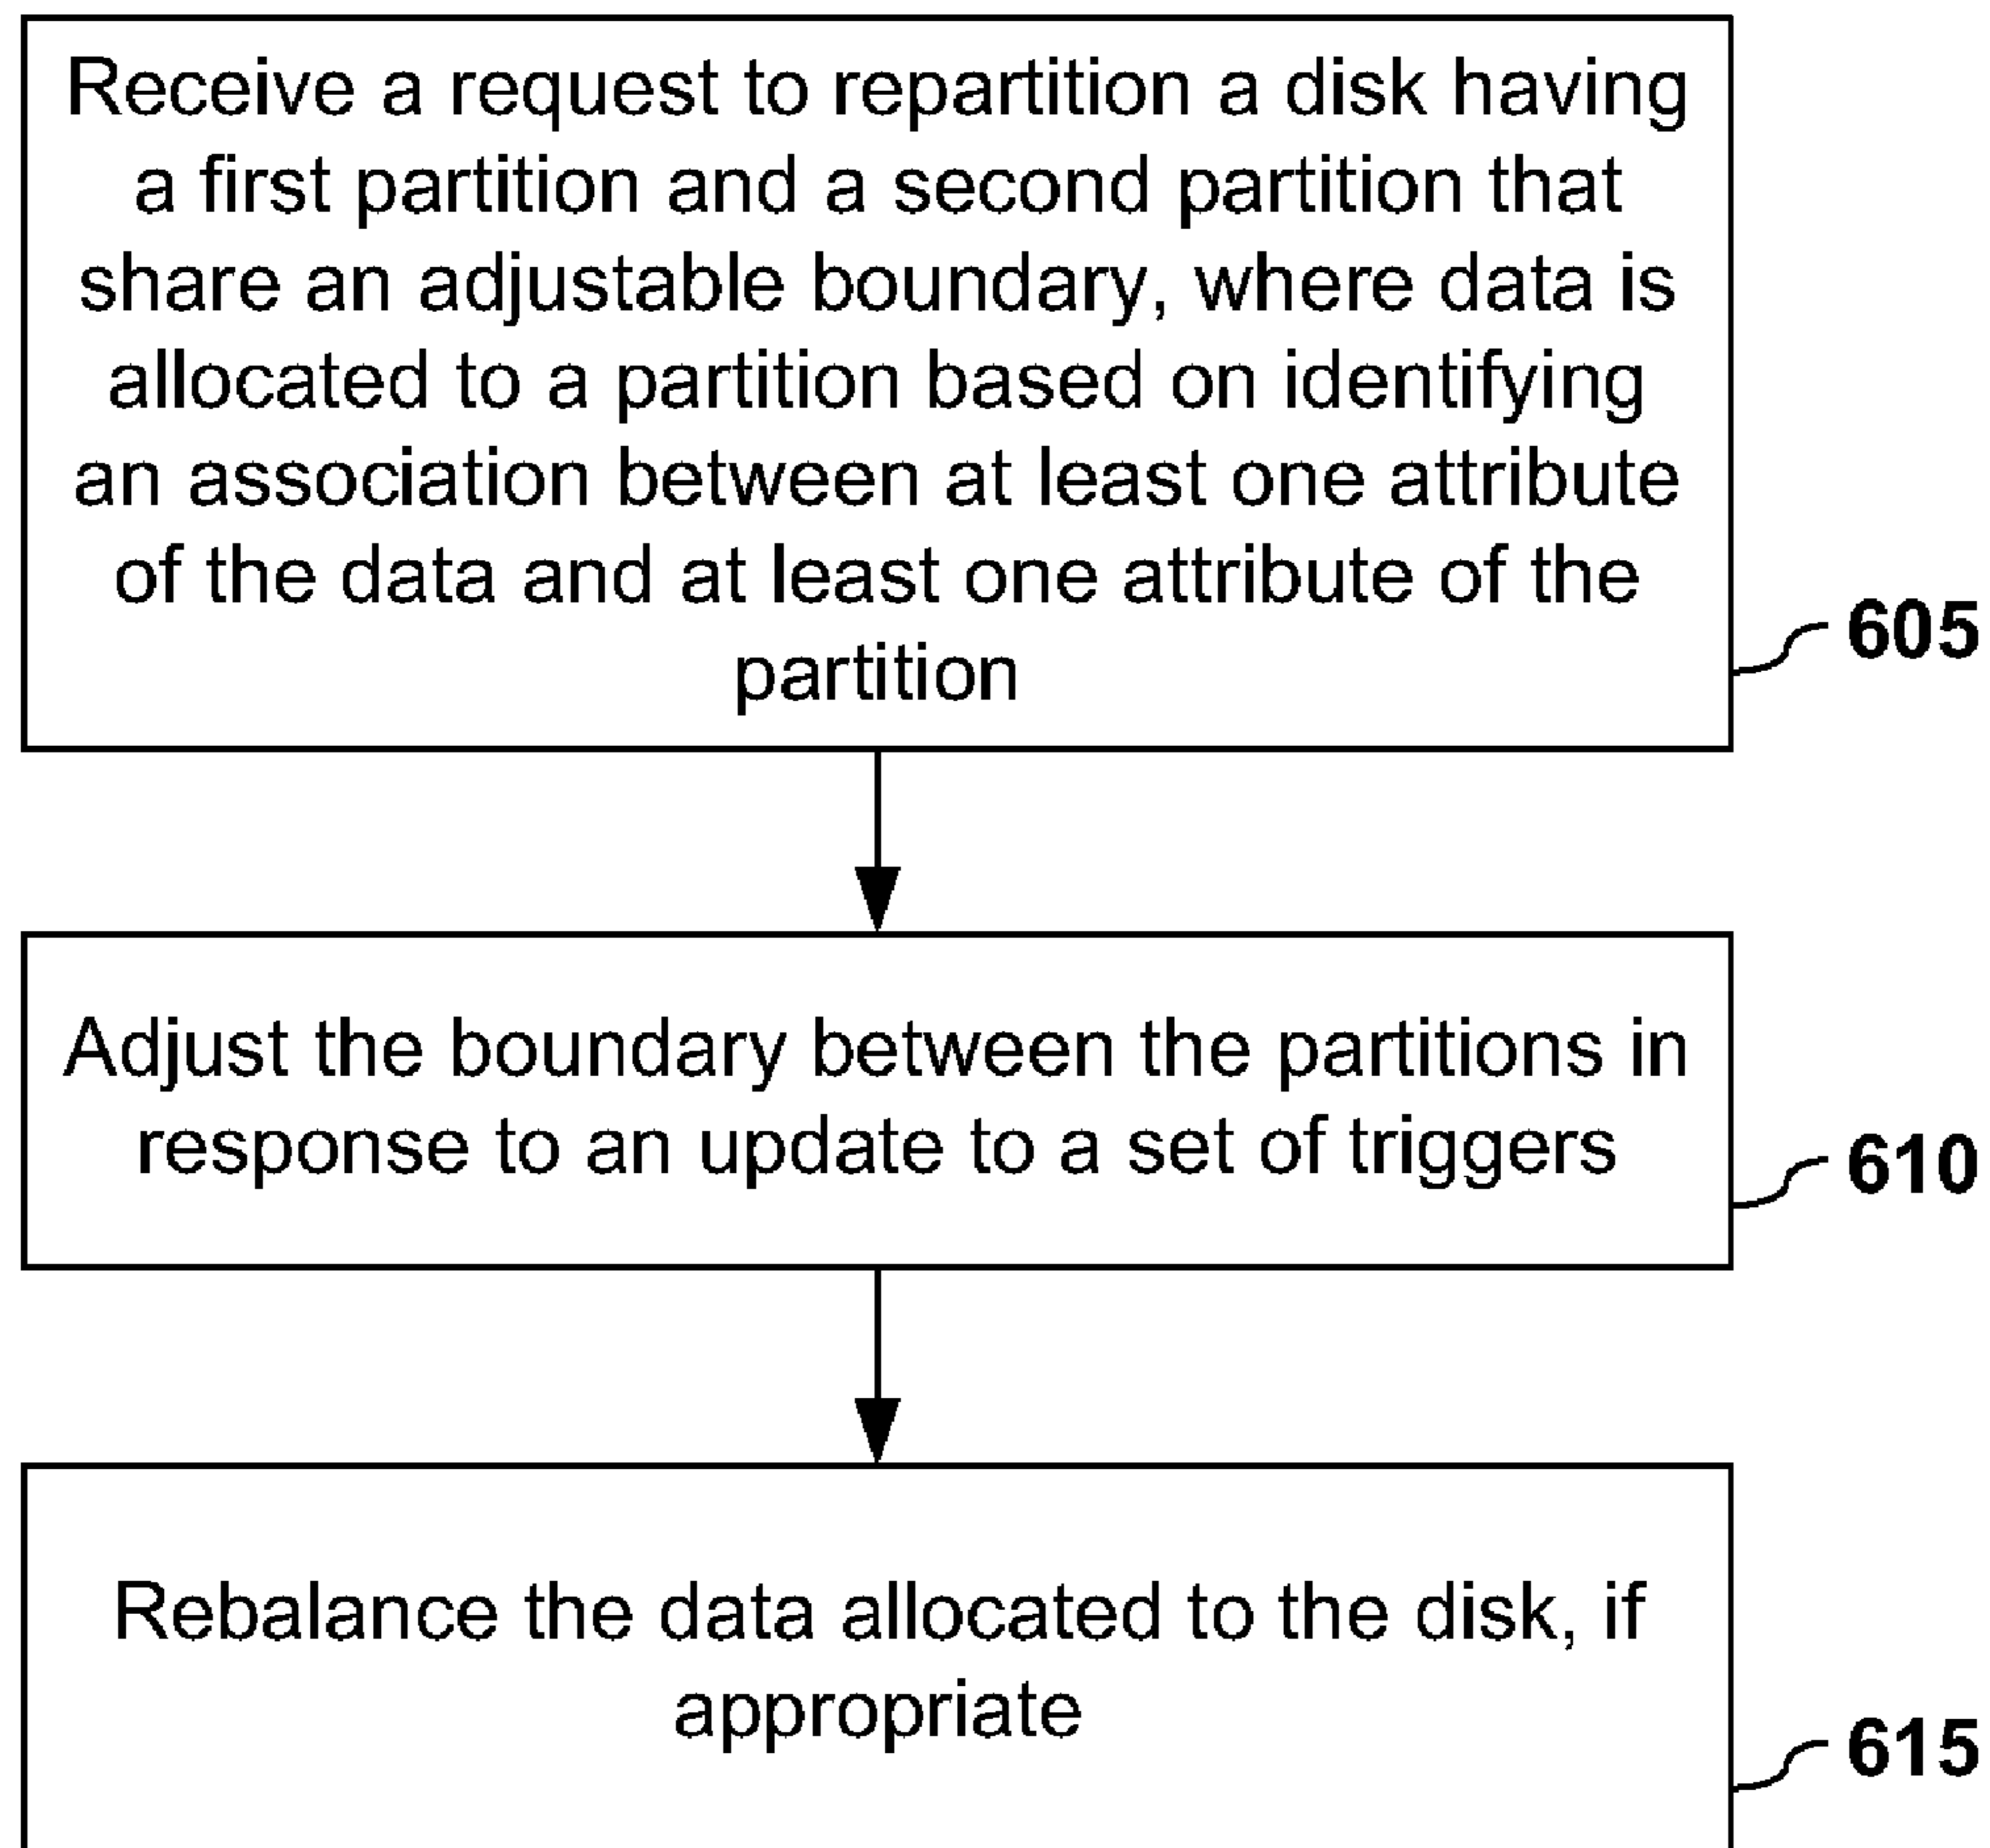 Receive a request to repartition a disk having
a first partition and a second partition that
share an adjustable boundary, where data is
allocated to a partition based on identifying
an association between at least one attribute
of the data and at least one attribute of the
partition
605
Adjust the boundary between the partitions in
response to an update to a set of triggers
610
Rebalance the data allocated to the disk, if
appropriate
615